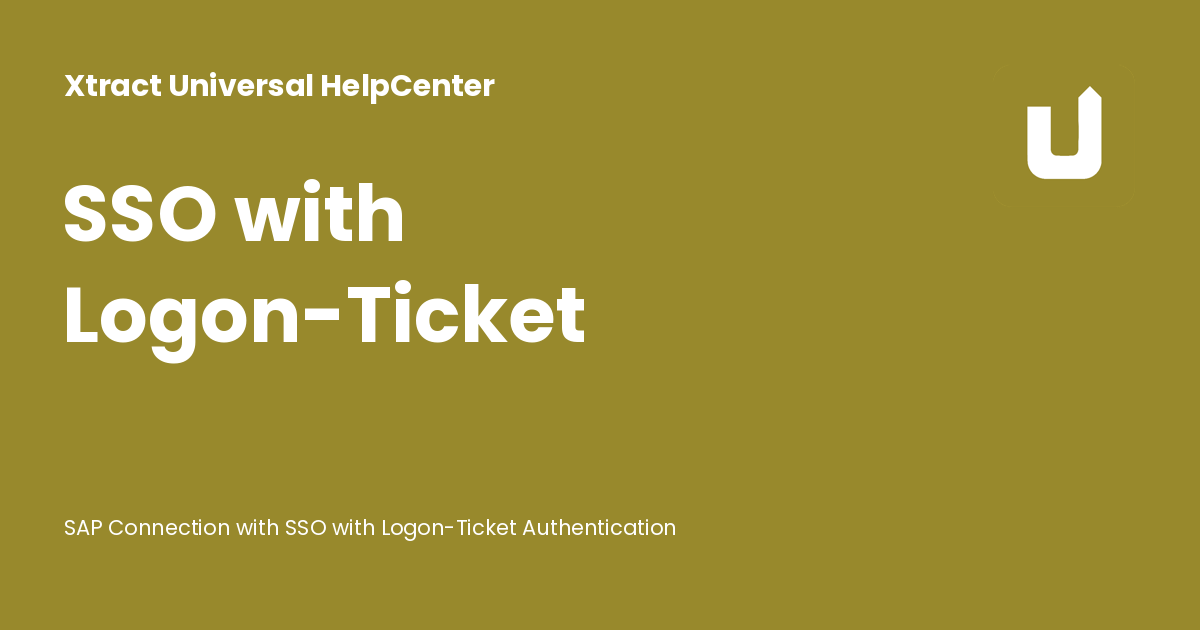 Xtract Universal HelpCenter
SSO with
Logon-Ticket
SAP Connection with SSO with Logon-Ticket Authentication